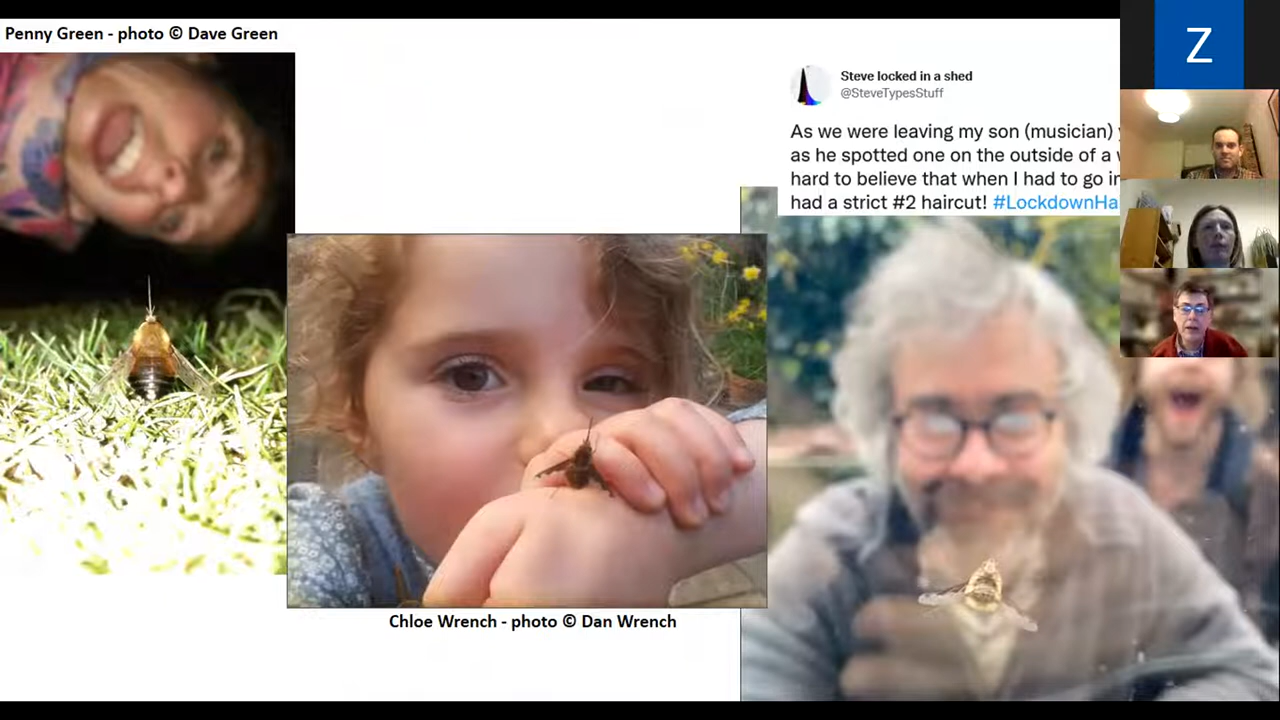 Penny Green - photo © Dave Green
Steve locked in a shed
@SteveTypesStuff
As we were leaving my son (musician)
as he spotted one on the outside of a
hard to believe that when I had to go
had a strict #2 haircut! #LockdownHa
Chloe Wrench - photo © Dan Wrench
Z